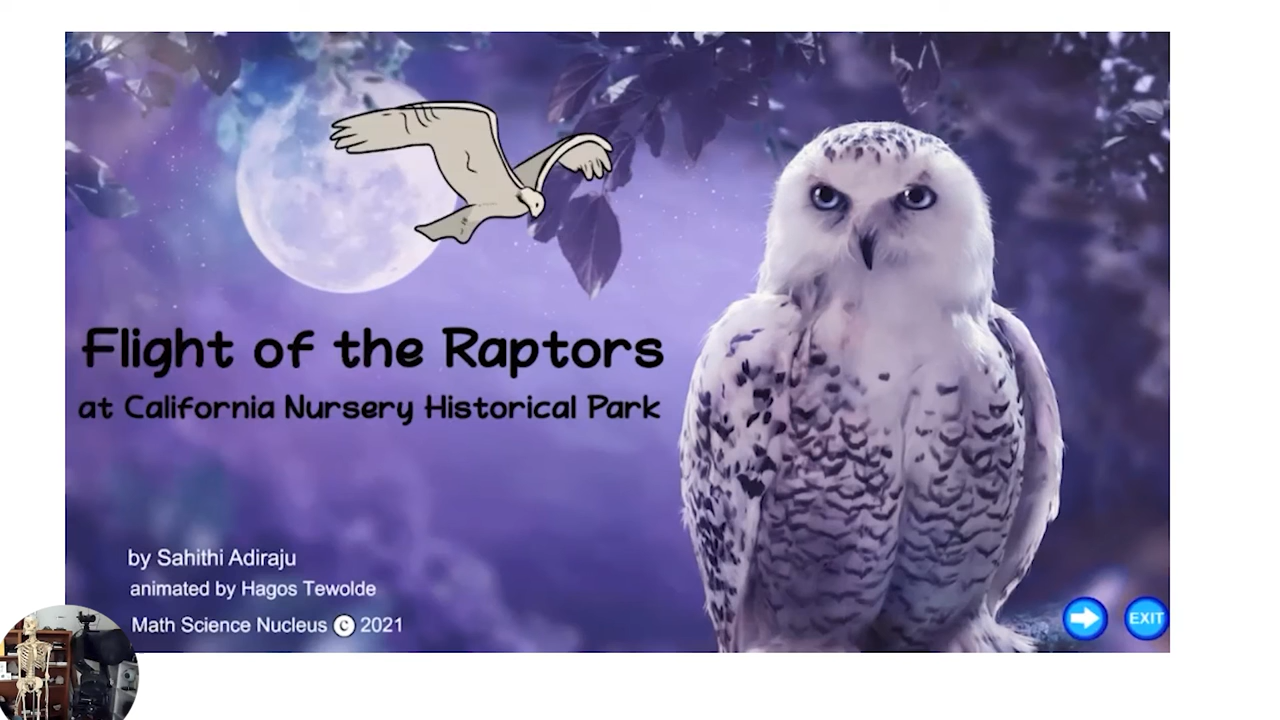 Flight of the Raptors
at California Nursery Historical Park
by Sahithi Adiraju
animated by Hagos Tewolde
Math Science Nucleus © 2021
EXIT